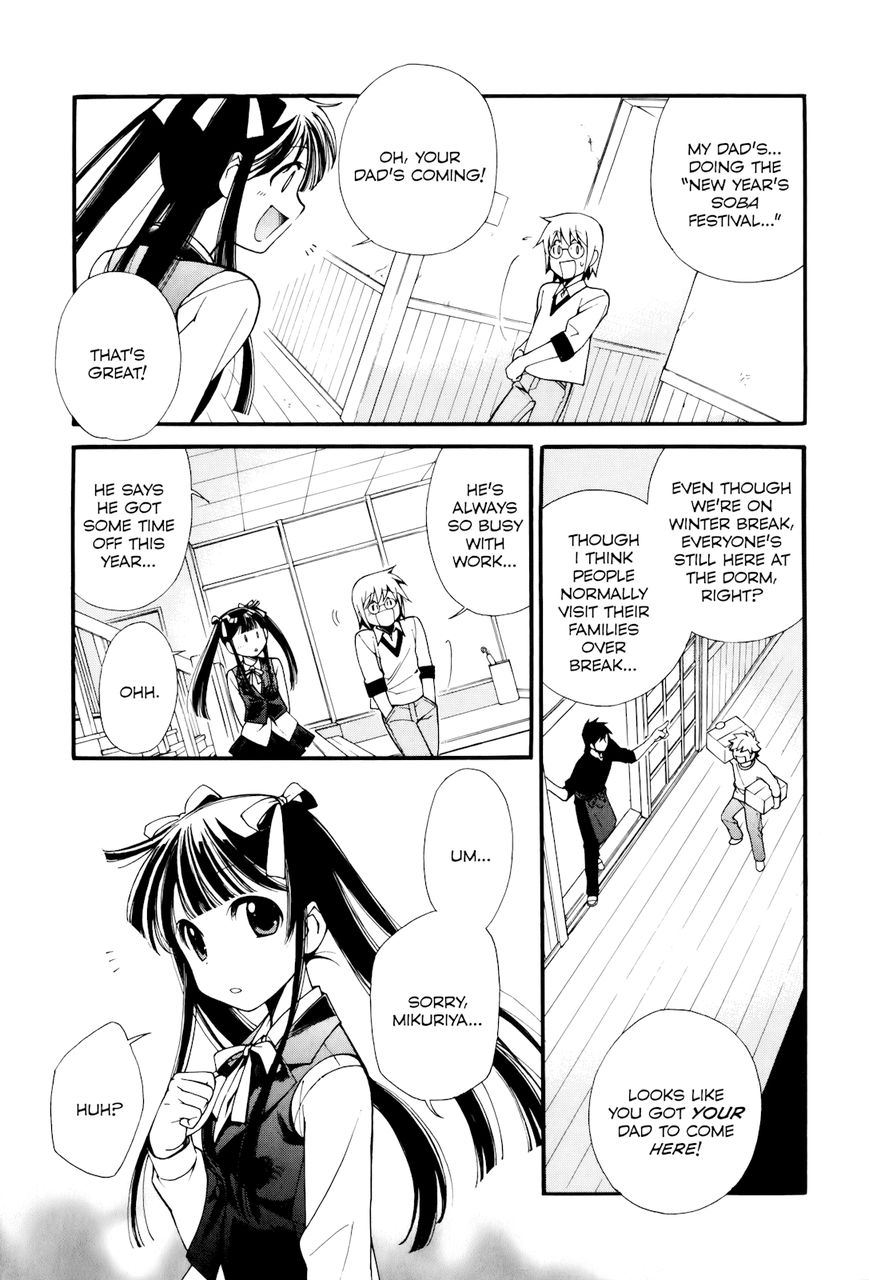 MY DAD'S...
DOING THE
"NEW YEAR'S
SOBA
FESTIVAL..."
OH, YOUR
DAD'S COMING!
THAT'S
GREAT!
EVEN THOUGH
WE'RE ON
WINTER BREAK,
EVERYONE'S
STILL HERE AT
THE DORM,
RIGHT?
THOUGH
I THINK
PEOPLE
NORMALLY
VISIT THEIR
FAMILIES
OVER
BREAK...
LOOKS LIKE
YOU GOT YOUR
DAD TO COME
HERE!
HE'S
ALWAYS
SO BUSY
WITH
WORK...
HE SAYS
HE GOT
SOME TIME
OFF THIS
YEAR...
OHH.
UM...
SORRY,
MIKURIYA...
HUH?